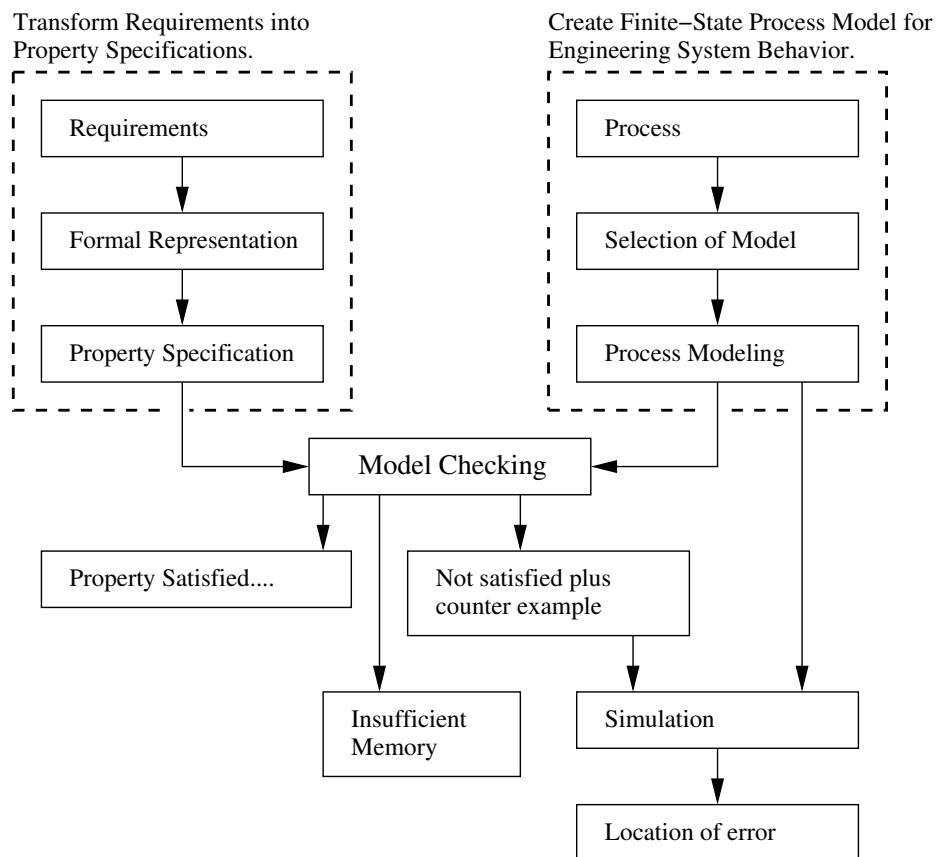 Transform Requirements into
Property Specifications.
Create Finite−State Process Model for
Engineering System Behavior.
Requirements
Process
Formal Representation
Selection of Model
Property Specification
Process Modeling
Model Checking
Property Satisfied....
Not satisfied plus
counter example
Insufficient
Memory
Simulation
Location of error